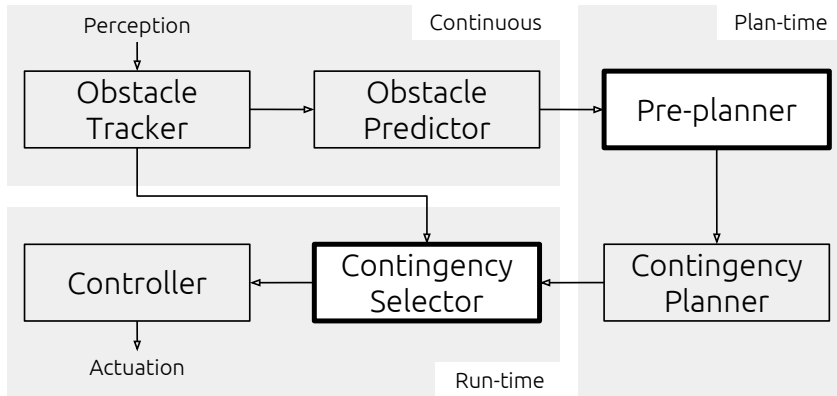 Perception
Continuous
Plan-time
Obstacle
Tracker
Obstacle
Predictor
Pre-planner
Controller
Contingency
Selector
Contingency
Planner
Actuation
Run-time